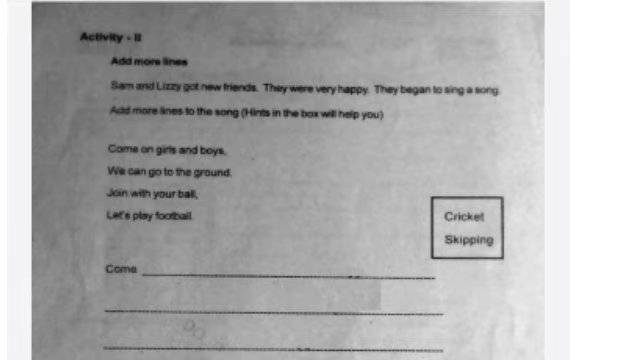 Activity - II
Add more lines
Sam and Lizzy got new friends. They were very happy. They began to sing a song.
Add more lines to the song (Hints in the box will help you)
Come on girls and boys,
We can go to the ground.
Join with your ball,
Let's play football.
Cricket
Skipping
Come